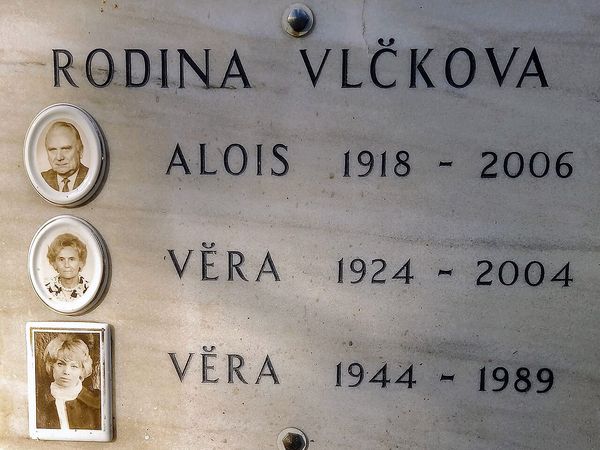 RODINA VLČKOVA
ALOIS 1918 - 2006
VĚRA 1924 - 2004
VĚRA 1944 - 1989